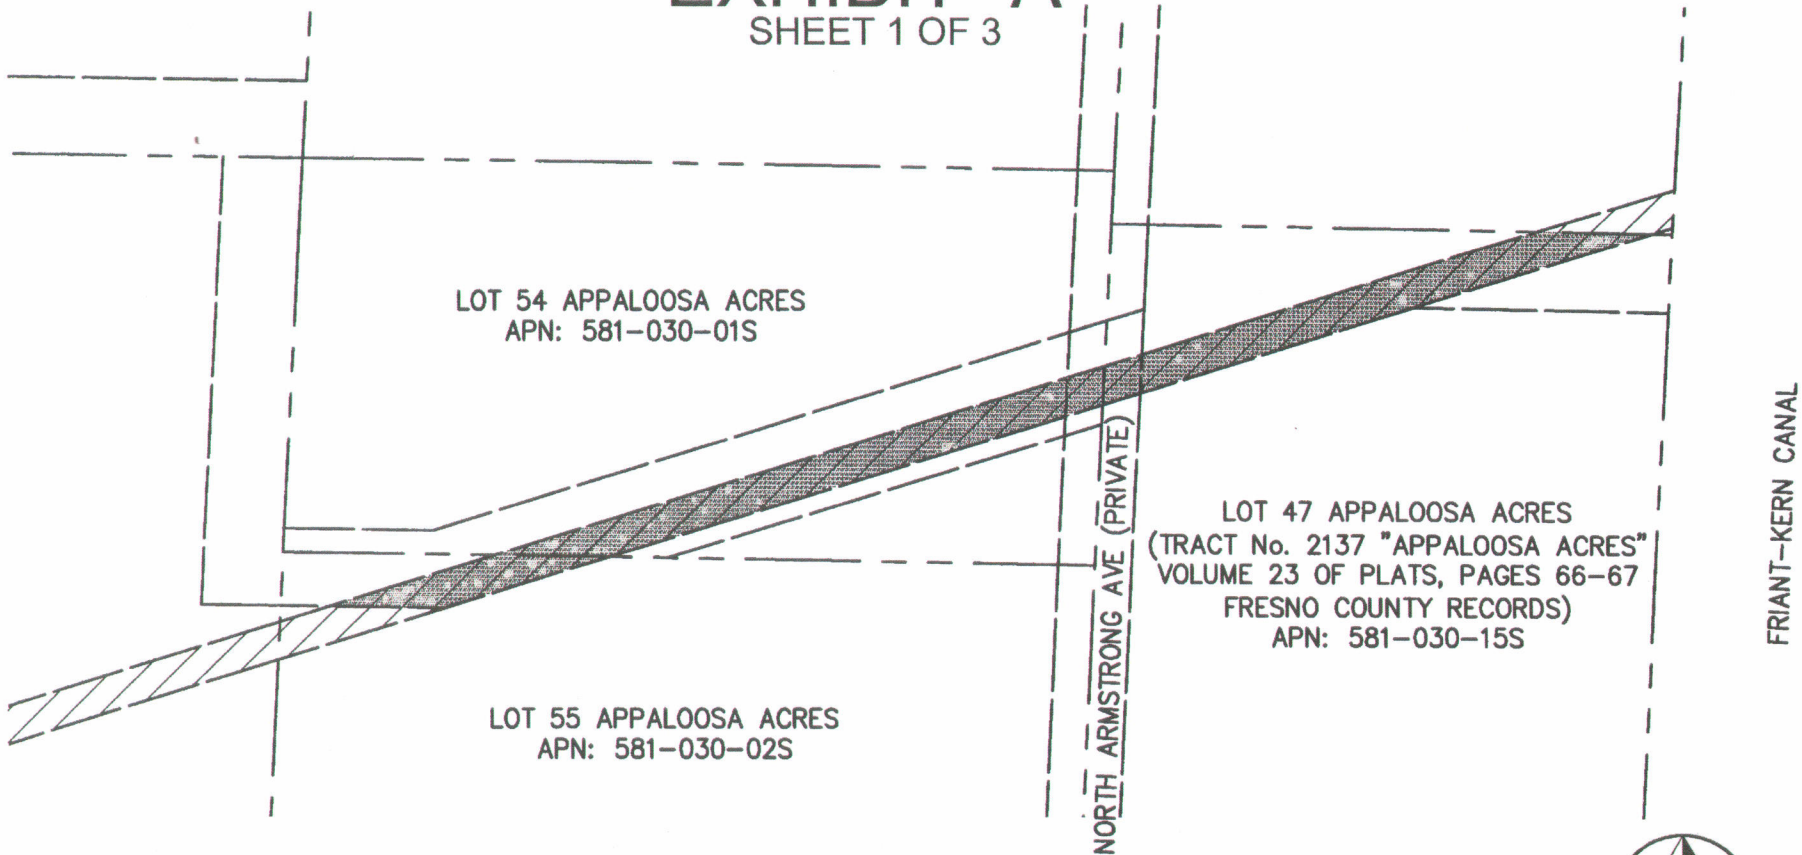 EXHIBIT "A"
SHEET 1 OF 3
LOT 54 APPALOOSA ACRES
APN: 581-030-01S
LOT 55 APPALOOSA ACRES
APN: 581-030-02S
NORTH ARMSTRONG AVE (PRIVATE)
LOT 47 APPALOOSA ACRES
(TRACT No. 2137 "APPALOOSA ACRES"
VOLUME 23 OF PLATS, PAGES 66-67
FRESNO COUNTY RECORDS)
APN: 581-030-15S
FRIANT-KERN CANAL